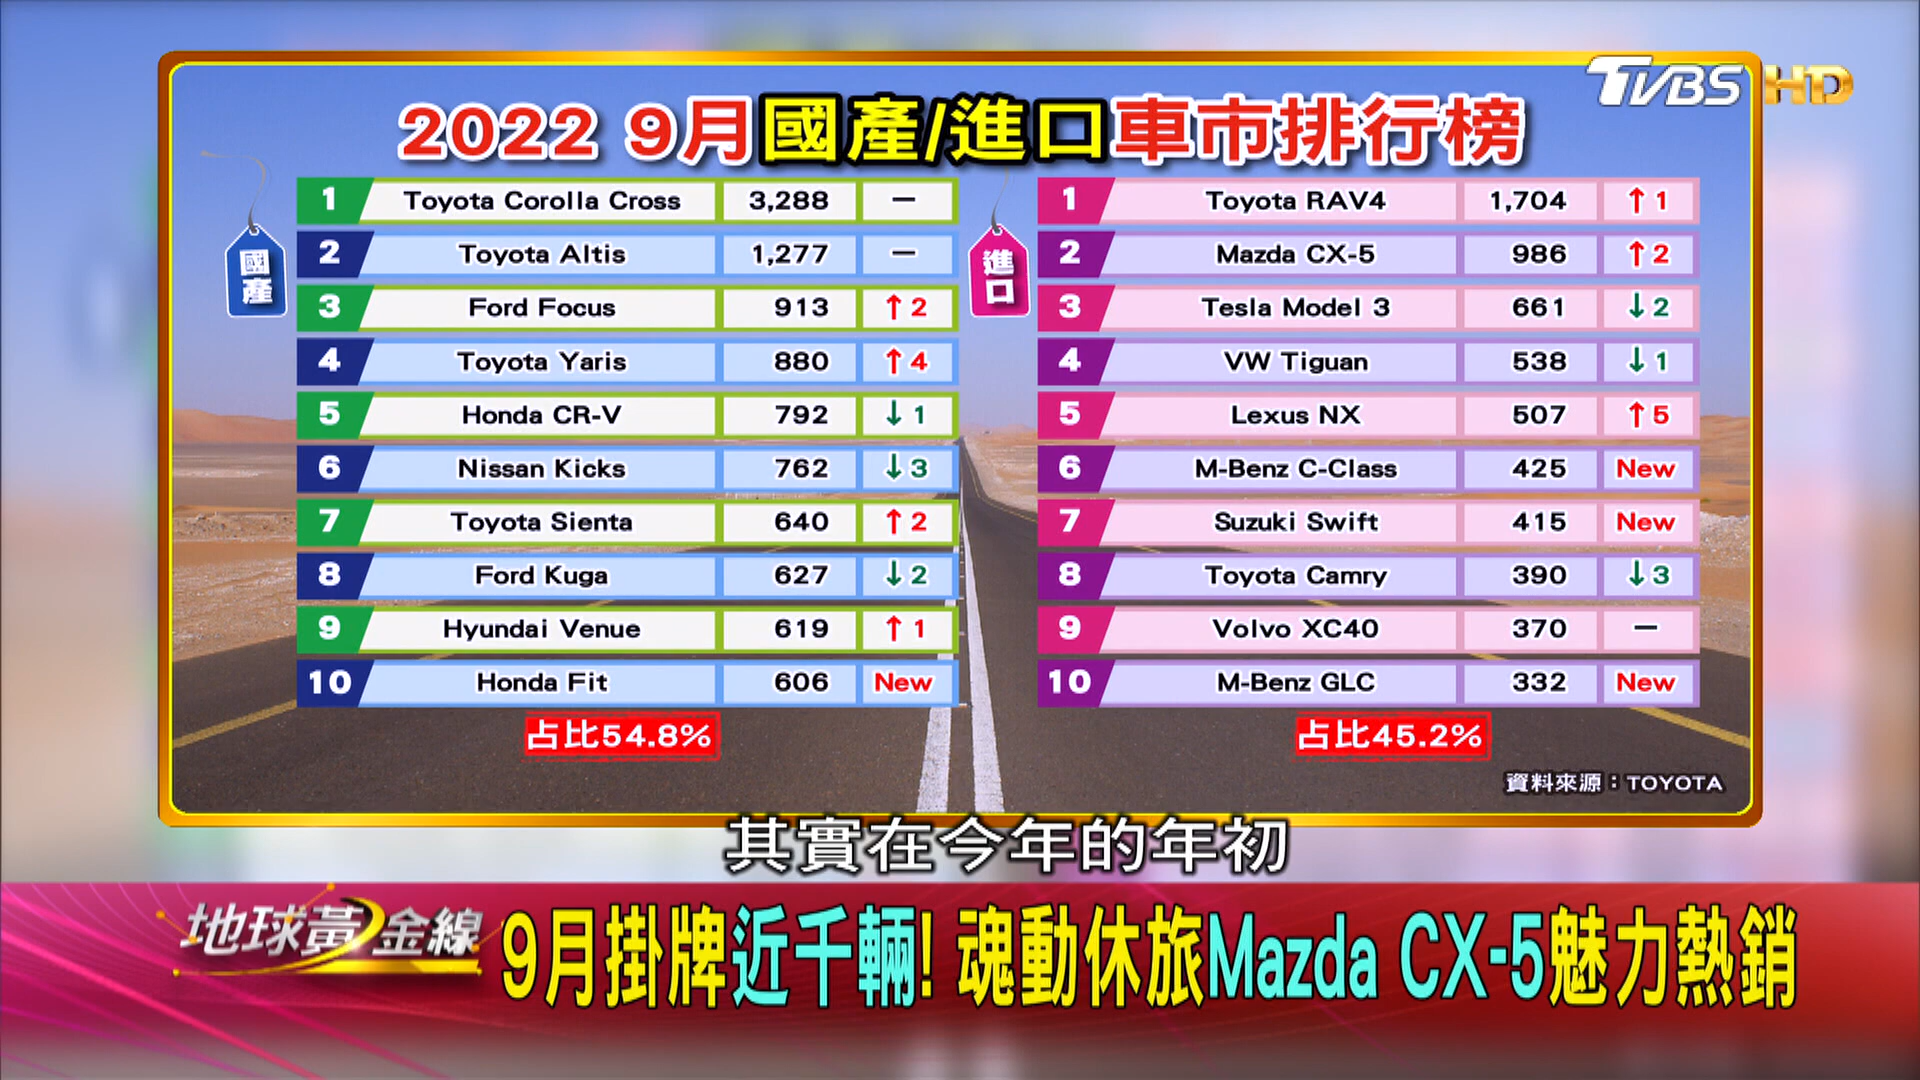 TVBS HD
2022 9月國產/進口車市排行榜
國產
1 Toyota Corolla Cross 3,288 —
2 Toyota Altis 1,277 —
3 Ford Focus 913 ↑2
4 Toyota Yaris 880 ↑4
5 Honda CR-V 792 ↓1
6 Nissan Kicks 762 ↓3
7 Toyota Sienta 640 ↑2
8 Ford Kuga 627 ↓2
9 Hyundai Venue 619 ↑1
10 Honda Fit 606 New
占比54.8%
進口
1 Toyota RAV4 1,704 ↑1
2 Mazda CX-5 986 ↑2
3 Tesla Model 3 661 ↓2
4 VW Tiguan 538 ↓1
5 Lexus NX 507 ↑5
6 M-Benz C-Class 425 New
7 Suzuki Swift 415 New
8 Toyota Camry 390 ↓3
9 Volvo XC40 370 —
10 M-Benz GLC 332 New
占比45.2%
資料來源：TOYOTA
其實在今年的年初
地球黃金線
9月掛牌近千輛! 魂動休旅Mazda CX-5魅力熱銷